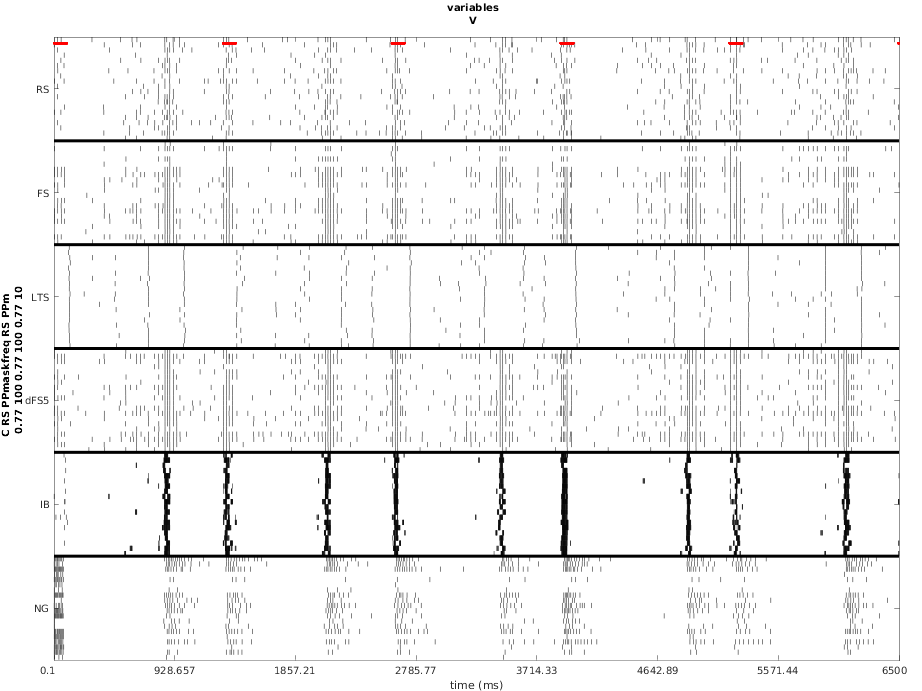 variables
V
RS
FS
LTS
dFS5
IB
NG
C RS PPmaskfreq RS PPm
0.77 100 0.77 100 0.77 10
0.1 928.657 1857.21 2785.77 3714.33 4642.89 5571.44 6500
time (ms)